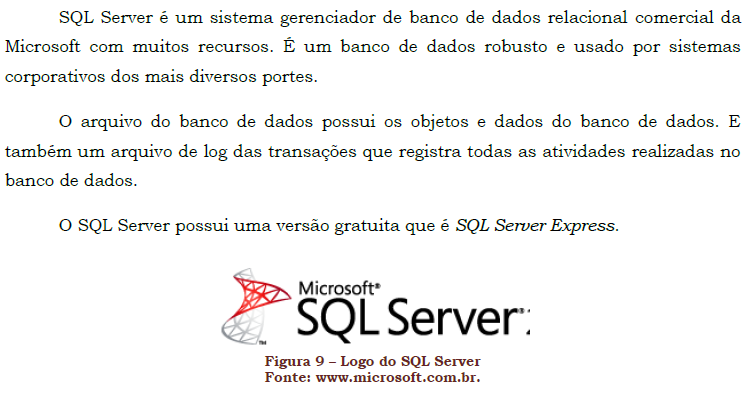 SQL Server é um sistema gerenciador de banco de dados relacional comercial da
Microsoft com muitos recursos. É um banco de dados robusto e usado por sistemas
corporativos dos mais diversos portes.
O arquivo do banco de dados possui os objetos e dados do banco de dados. E
também um arquivo de log das transações que registra todas as atividades realizadas no
banco de dados.
O SQL Server possui uma versão gratuita que é SQL Server Express.
Microsoft®
SQL Server®
™
Figura 9 – Logo do SQL Server
Fonte: www.microsoft.com.br.